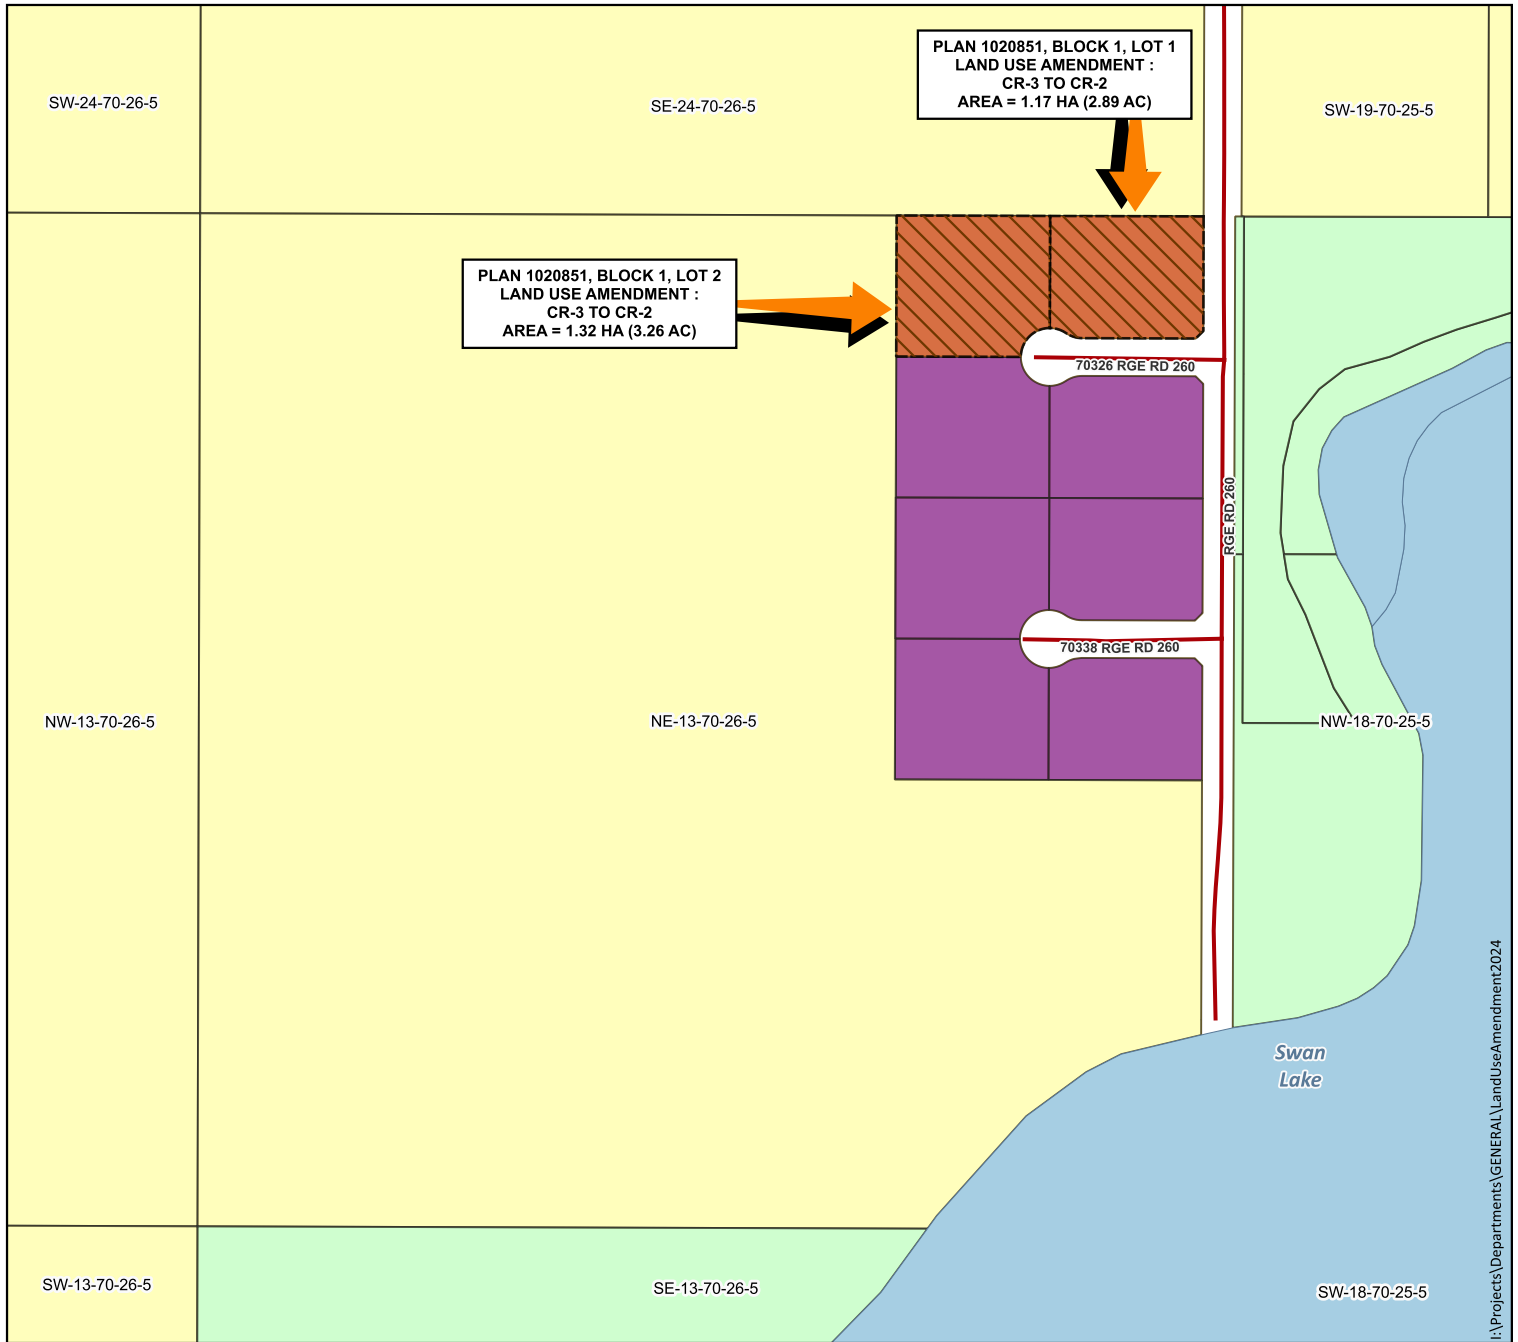 PLAN 1020851, BLOCK 1, LOT 1
LAND USE AMENDMENT :
CR-3 TO CR-2
AREA = 1.17 HA (2.89 AC)
SW-24-70-26-5
SE-24-70-26-5
SW-19-70-25-5
PLAN 1020851, BLOCK 1, LOT 2
LAND USE AMENDMENT :
CR-3 TO CR-2
AREA = 1.32 HA (3.26 AC)
70326 RGE RD 260
RGE RD 260
70338 RGE RD 260
NW-13-70-26-5
NE-13-70-26-5
NW-18-70-25-5
Swan
Lake
SW-13-70-26-5
SE-13-70-26-5
SW-18-70-25-5
I:\Projects\Departments\GENERAL\LandUseAmendment2024